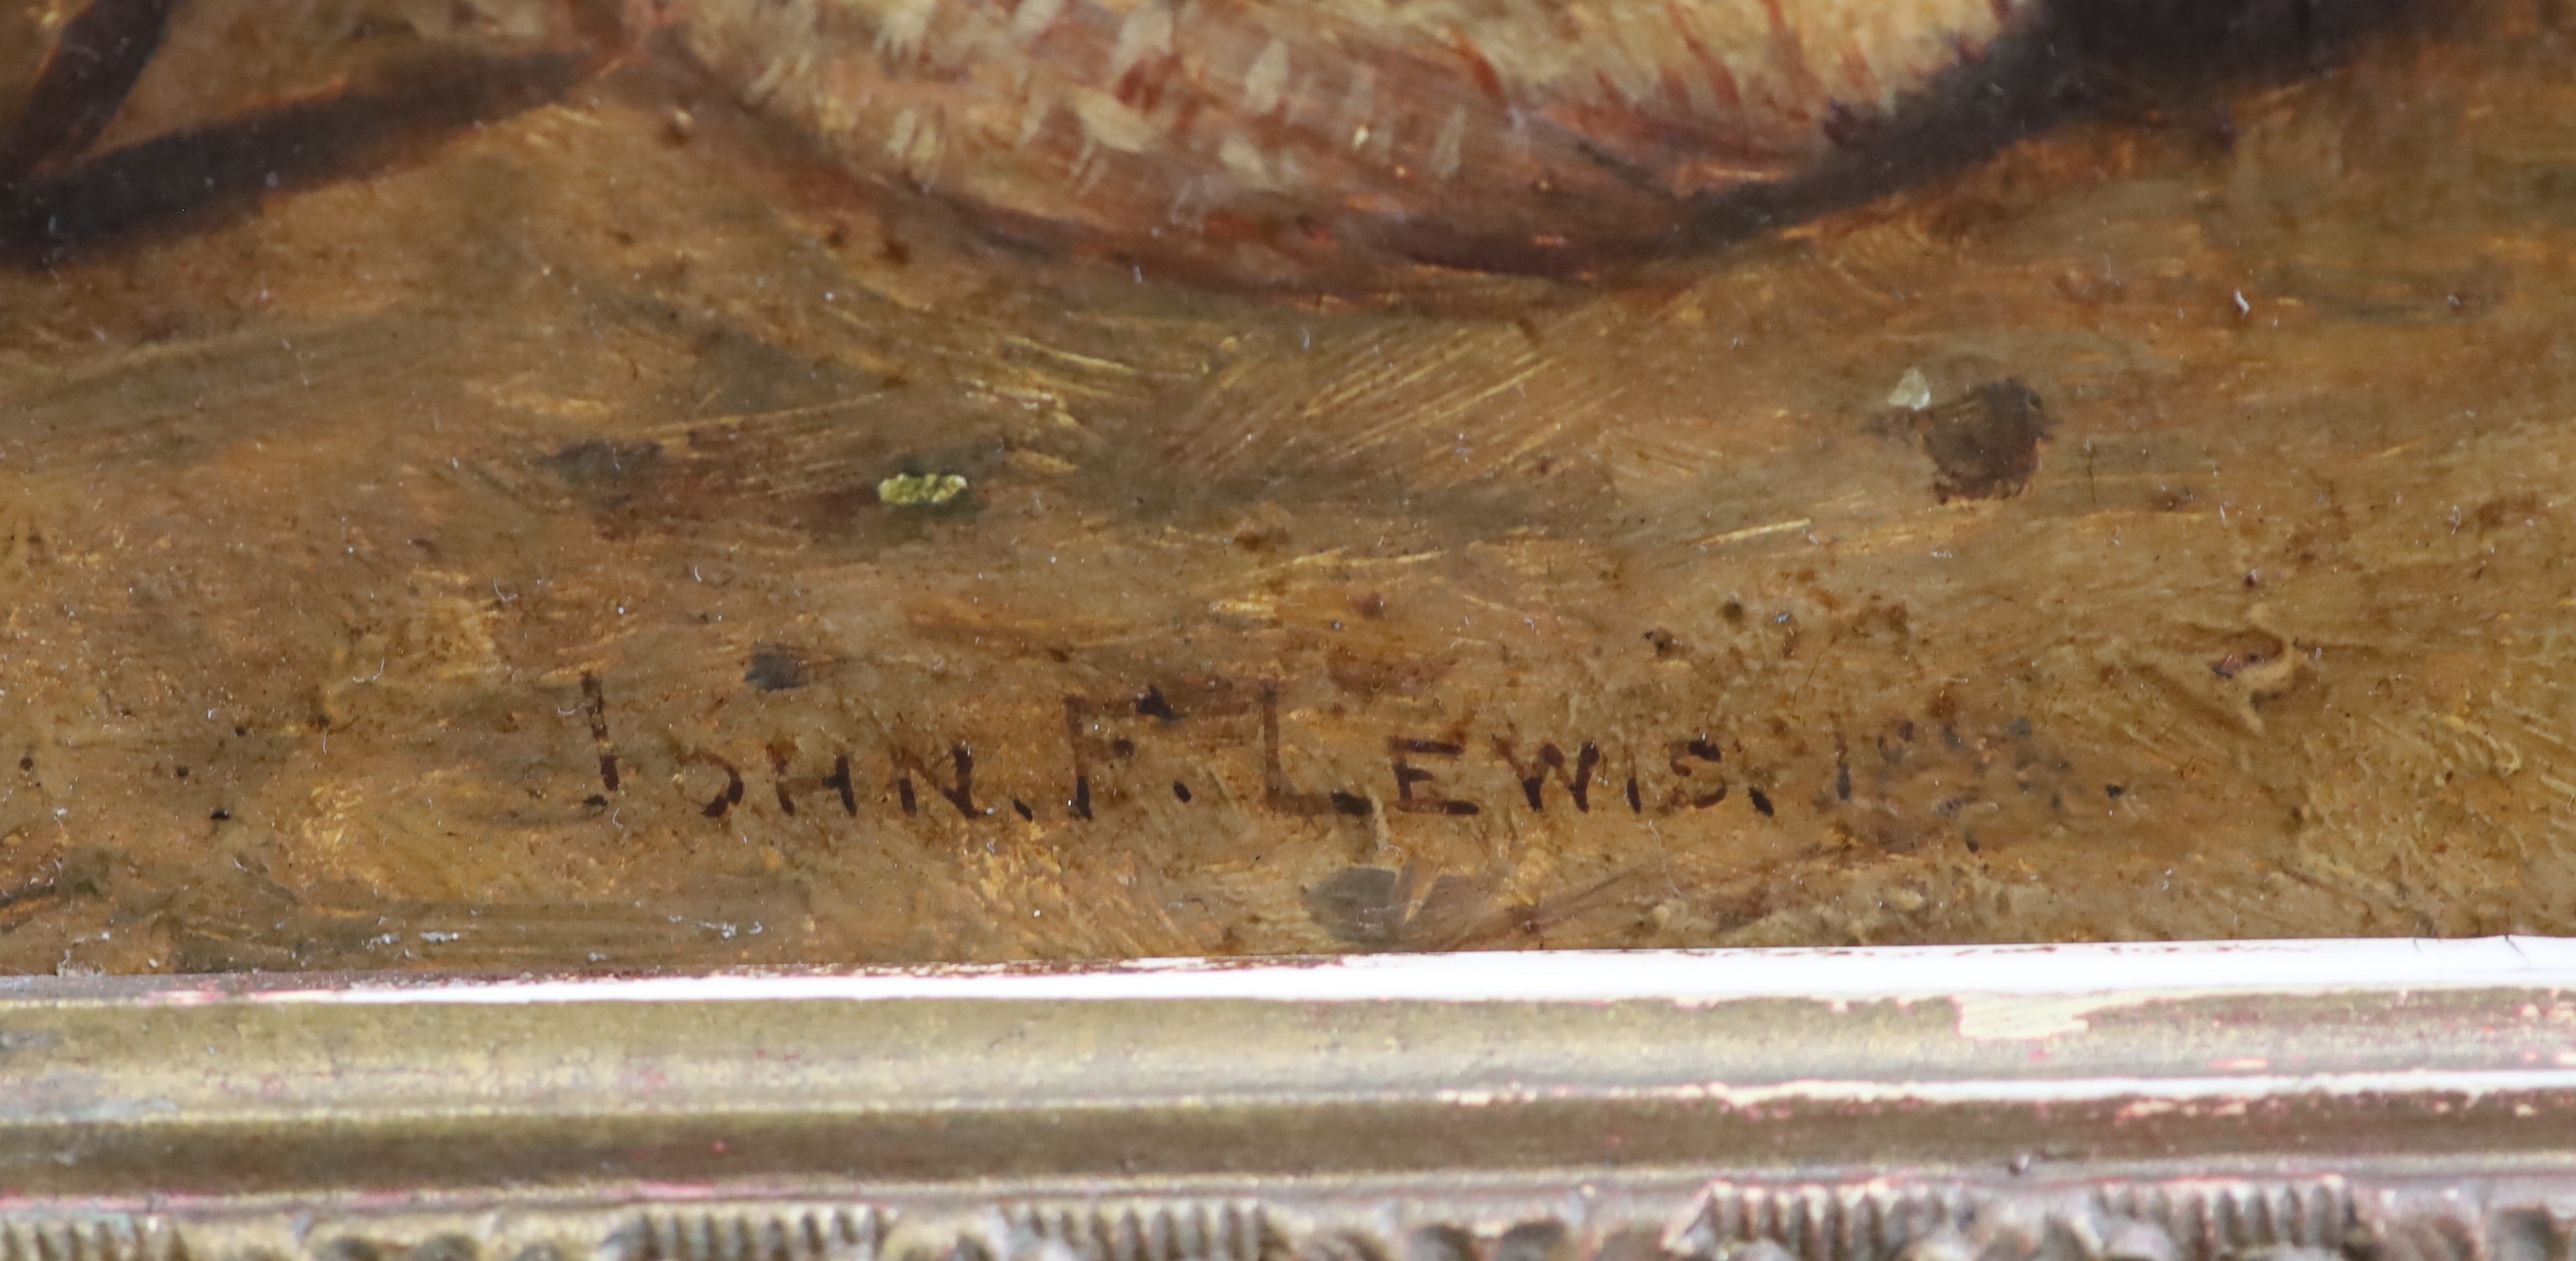 JOHN. F. LEWIS.